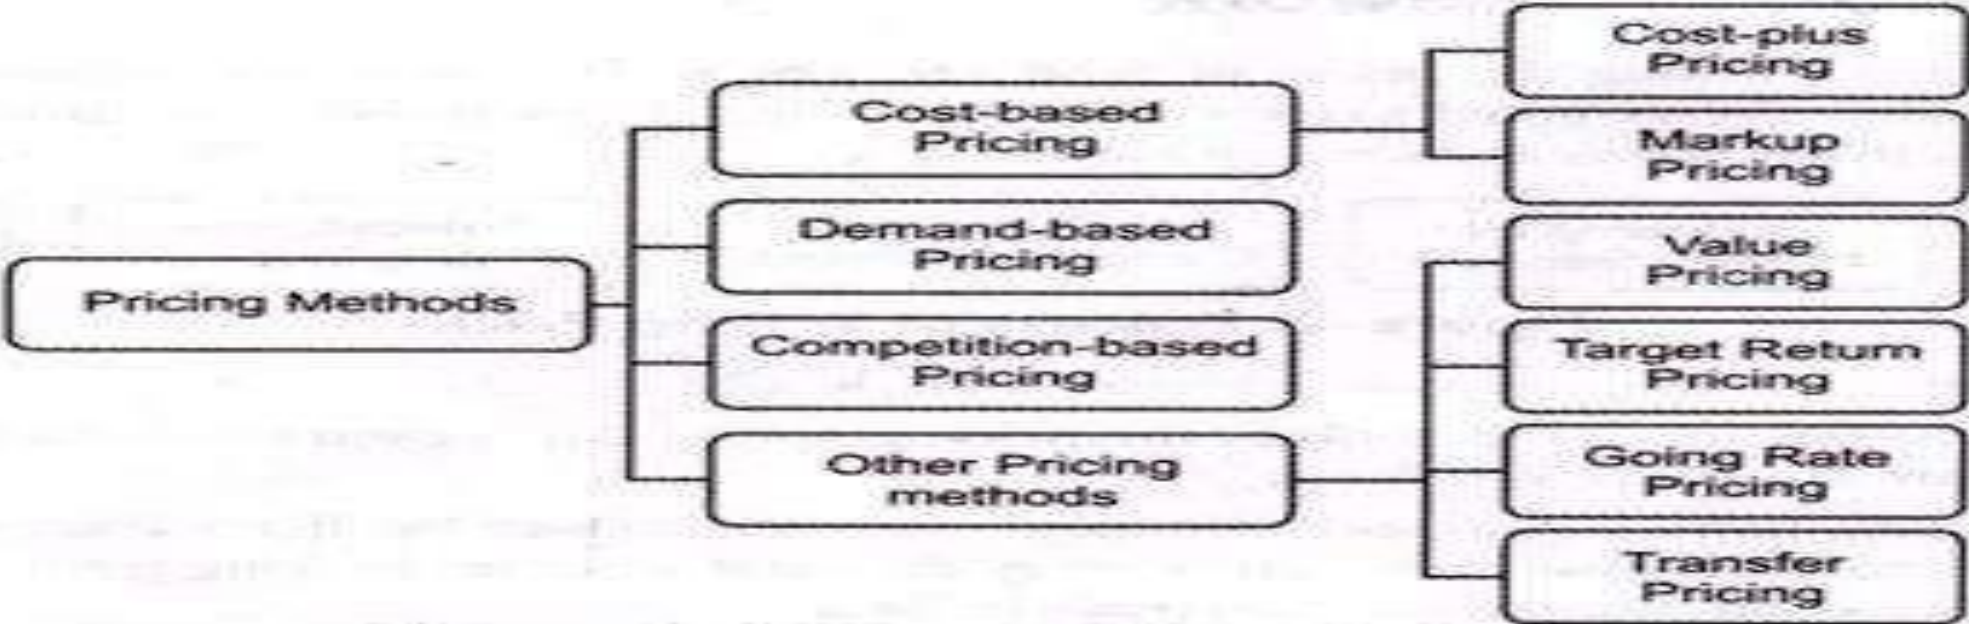 Pricing Methods
Cost-based
Pricing
Demand-based
Pricing
Competition-based
Pricing
Other Pricing
methods
Cost-plus
Pricing
Markup
Pricing
Value
Pricing
Target Return
Pricing
Going Rate
Pricing
Transfer
Pricing